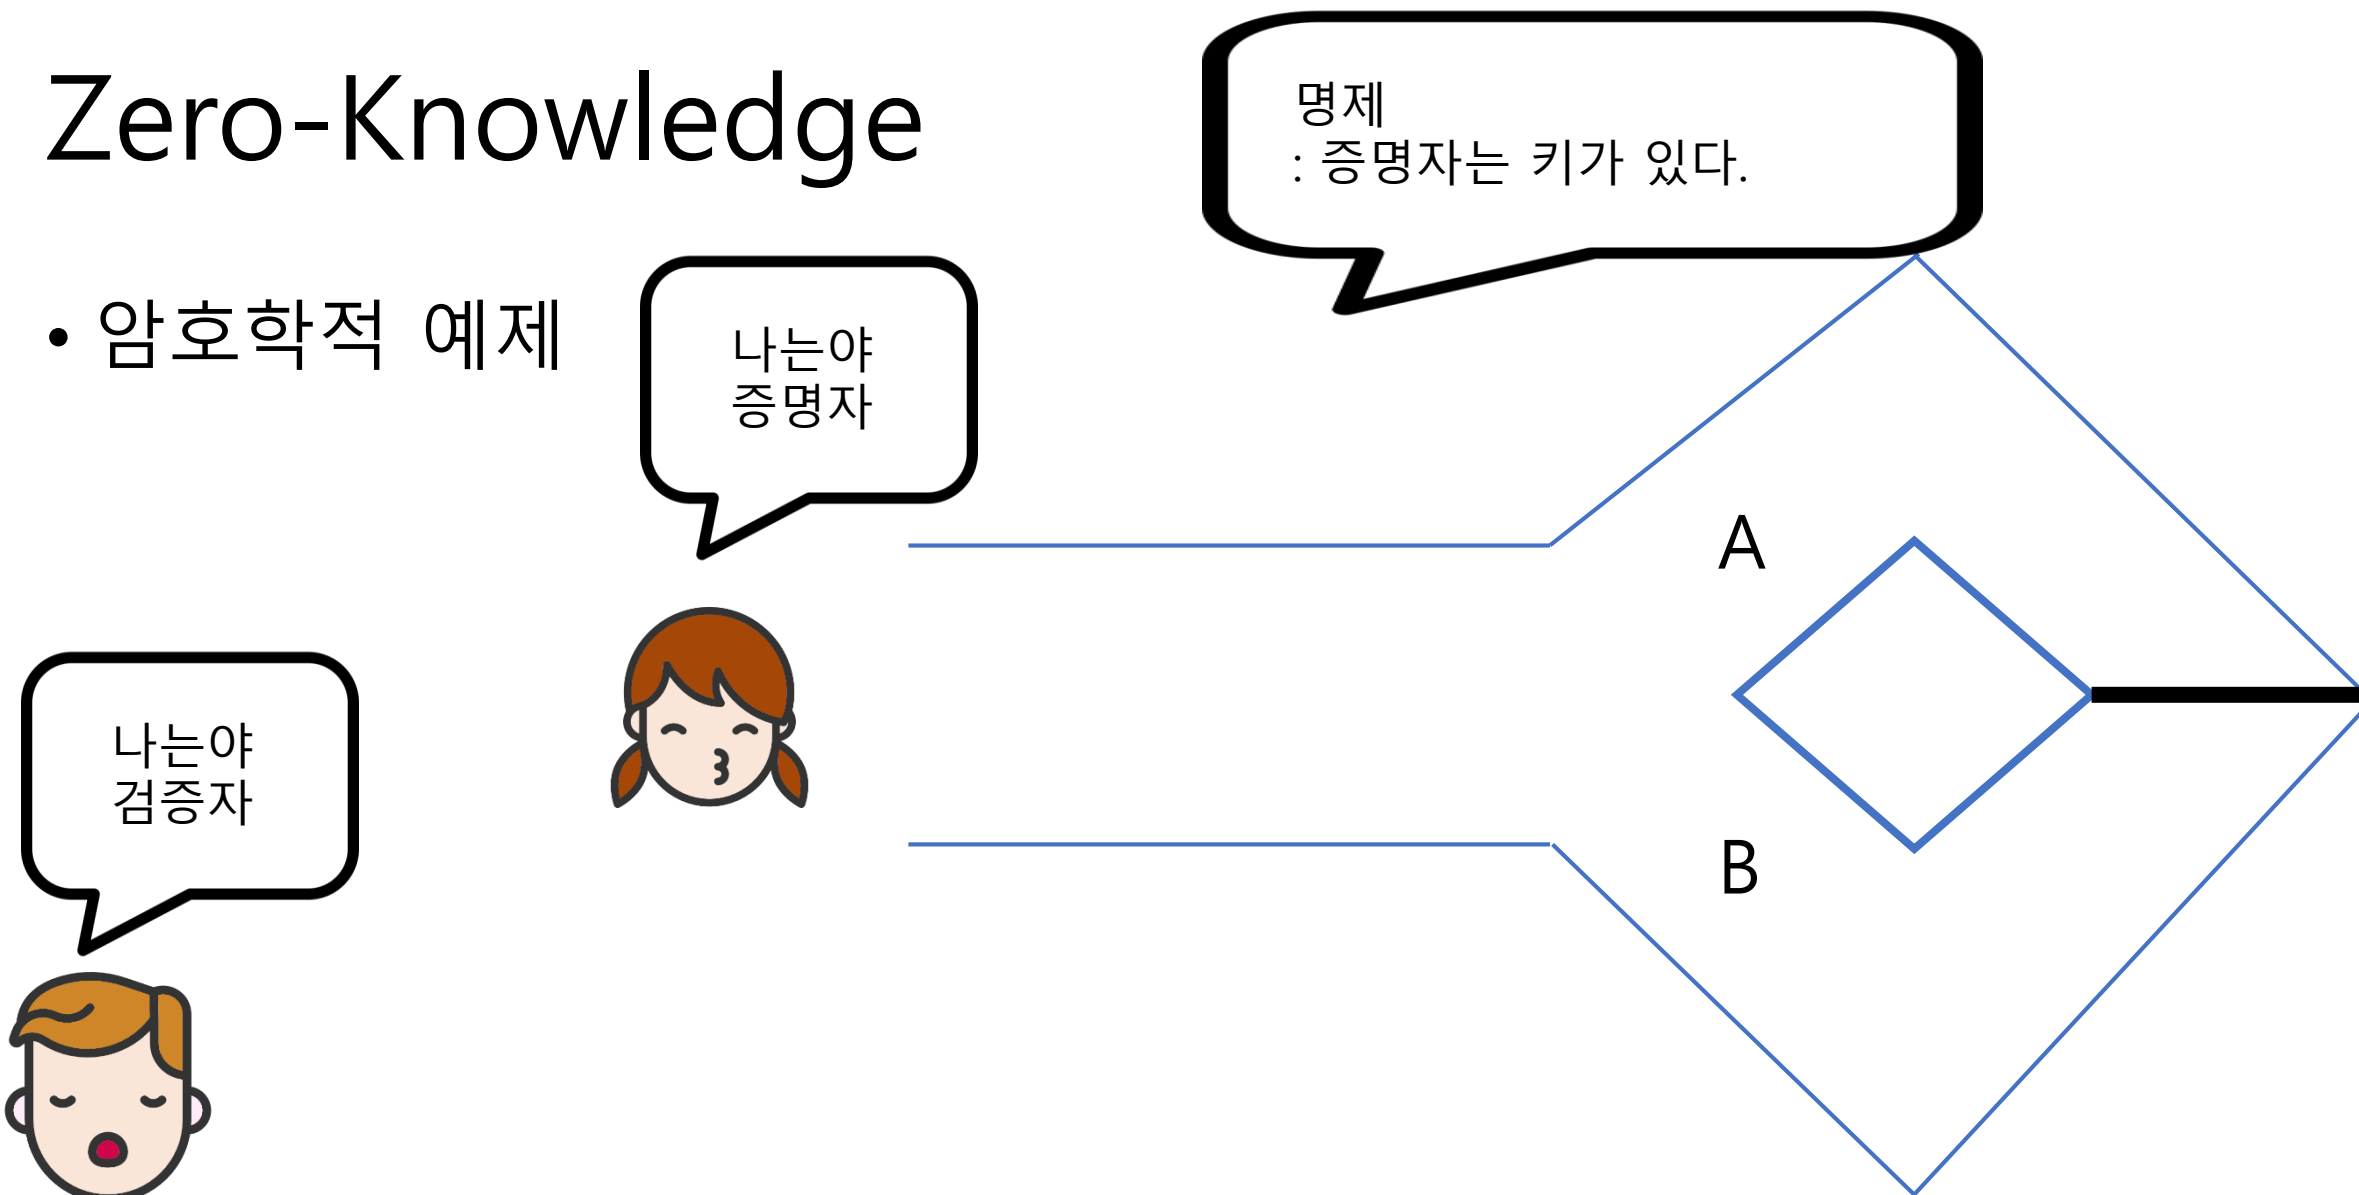 Zero-Knowledge
명제
: 증명자는 키가 있다.
• 암호학적 예제
나는야
증명자
A
나는야
검증자
B